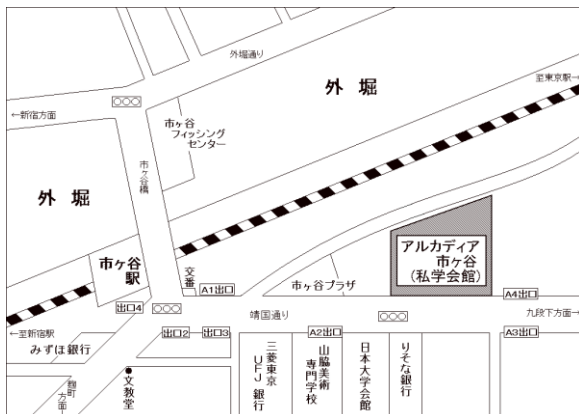 外堀通り
至東京駅→
外堀
←新宿方面
市ヶ谷
フィッシング
センター
市ヶ谷橋
外堀
市ヶ谷
駅
交番
A1出口
市ヶ谷プラザ
アルカディア
市ヶ谷
(私学会館)
A4出口
出口4
靖国通り
九段下方面→
←至新宿駅
出口2
出口3
A2出口
A3出口
みずほ銀行
麹町
方面
文教堂
三菱東京
UFJ銀行
山脇美術
専門学校
日本大学会館
りそな銀行